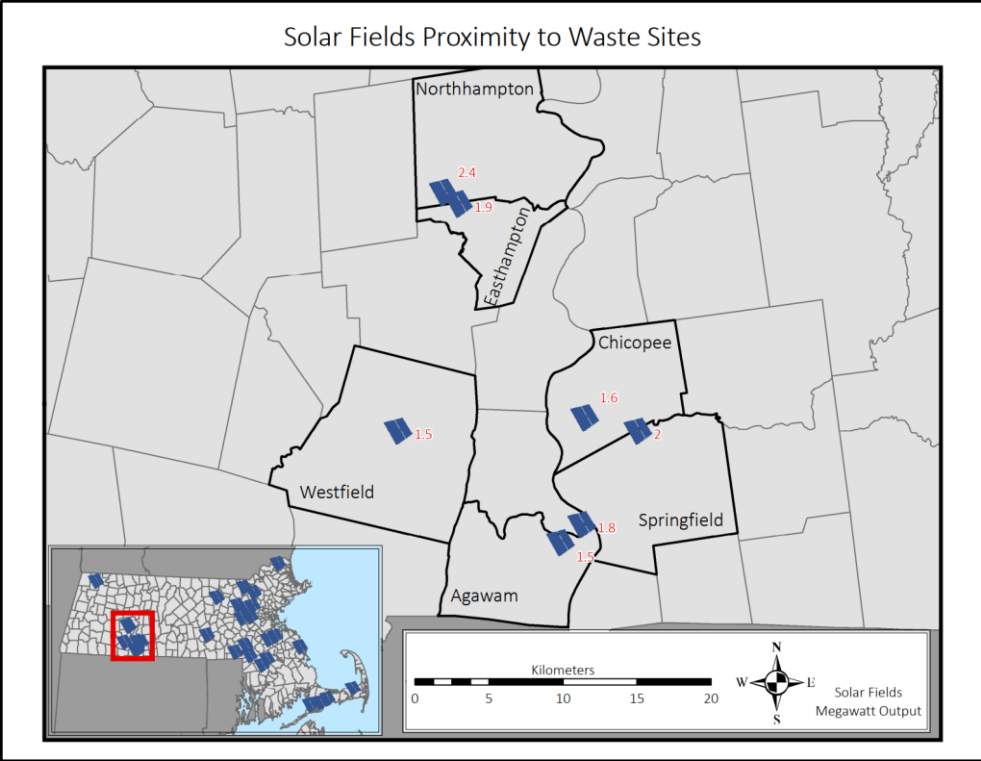 Solar Fields Proximity to Waste Sites
Northhampton
2.4
1.9
Easthampton
Chicopee
1.6
2
1.5
Westfield
1.8
Springfield
1.5
Agawam
Kilometers
0 5 10 15 20
N
W E
S
Solar Fields
Megawatt Output